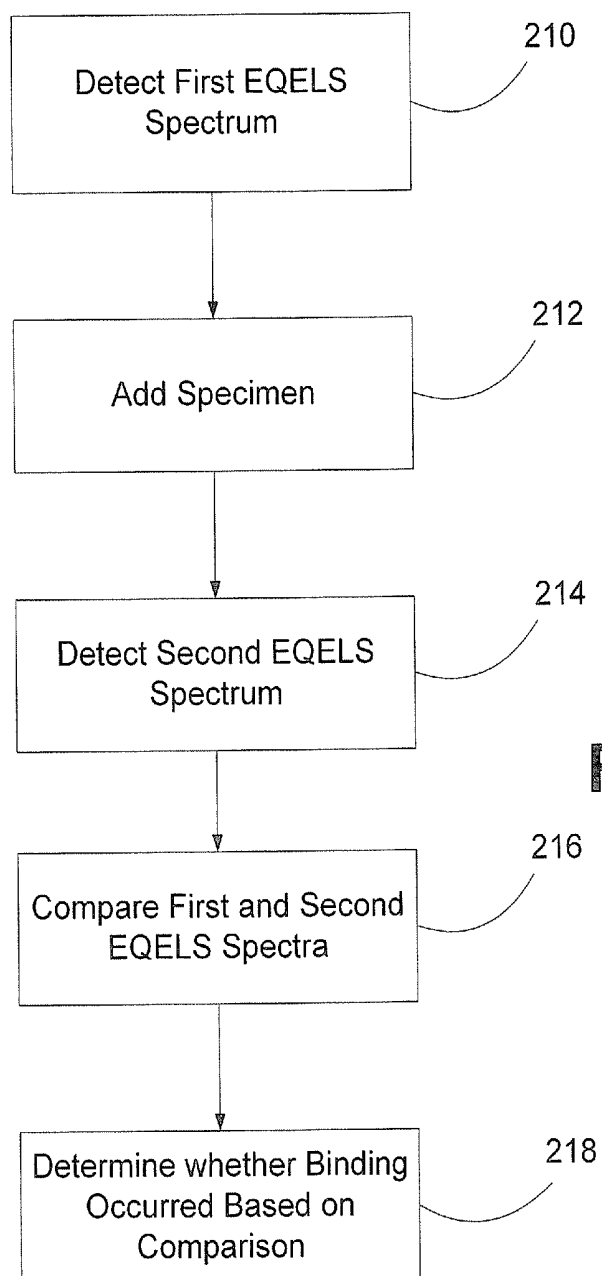 210
Detect First EQELS
Spectrum
212
Add Specimen
214
Detect Second EQELS
Spectrum
216
Compare First and Second
EQELS Spectra
218
Determine whether Binding
Occurred Based on
Comparison